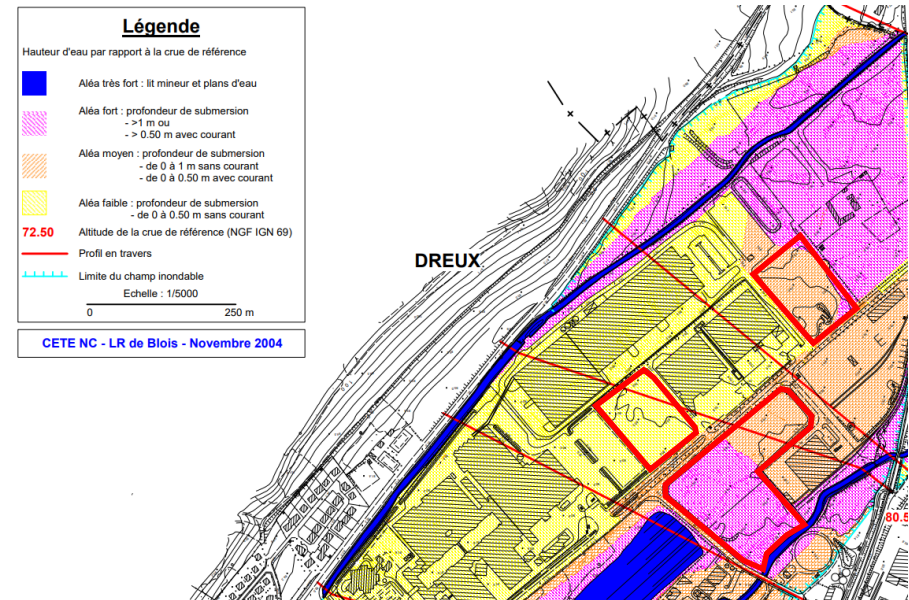 Légende
Hauteur d'eau par rapport à la crue de référence
Aléa très fort : lit mineur et plans d'eau
Aléa fort : profondeur de submersion
- >1 m ou
- > 0.50 m avec courant
Aléa moyen : profondeur de submersion
- de 0 à 1 m sans courant
- de 0 à 0.50 m avec courant
Aléa faible : profondeur de submersion
- de 0 à 0.50 m sans courant
72.50 Altitude de la crue de référence (NGF IGN 69)
Profil en travers
Limite du champ inondable
Echelle : 1/5000
0 250 m
CETE NC - LR de Blois - Novembre 2004
DREUX
80.5